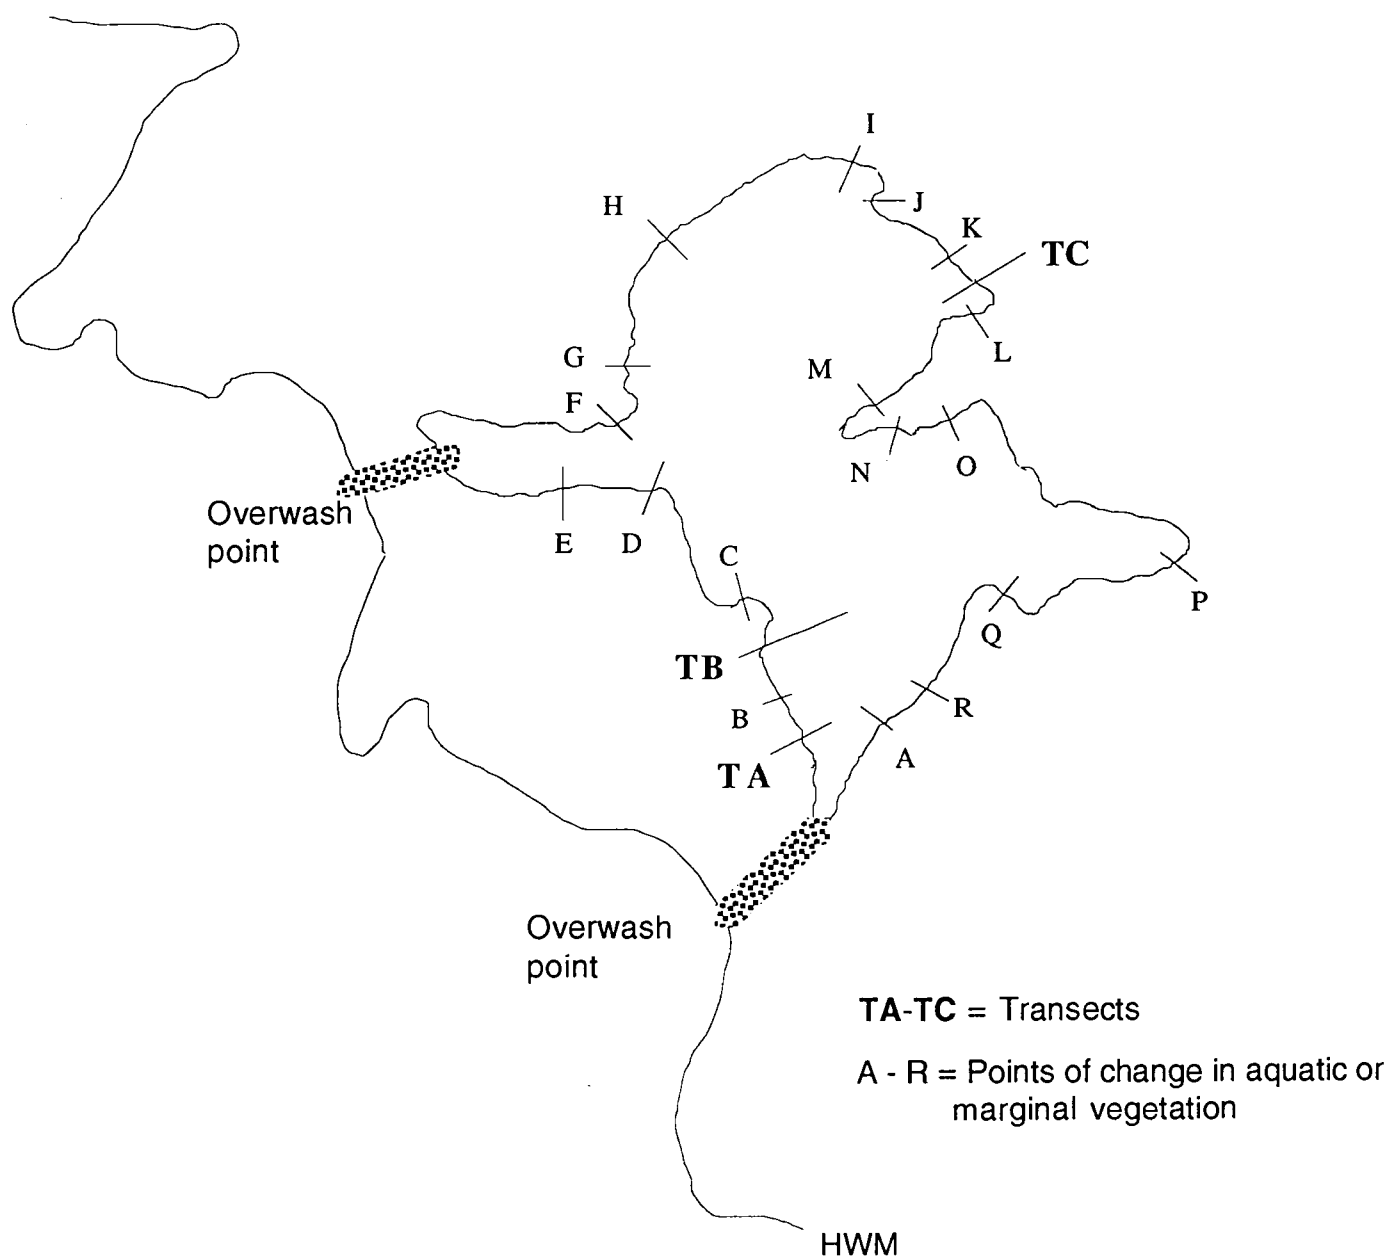 I
H
J
K
TC
G
L
M
F
N
O
Overwash
point
E
D
C
P
Q
TB
B
R
A
TA
Overwash
point
TA-TC = Transects
A - R = Points of change in aquatic or
marginal vegetation
HWM